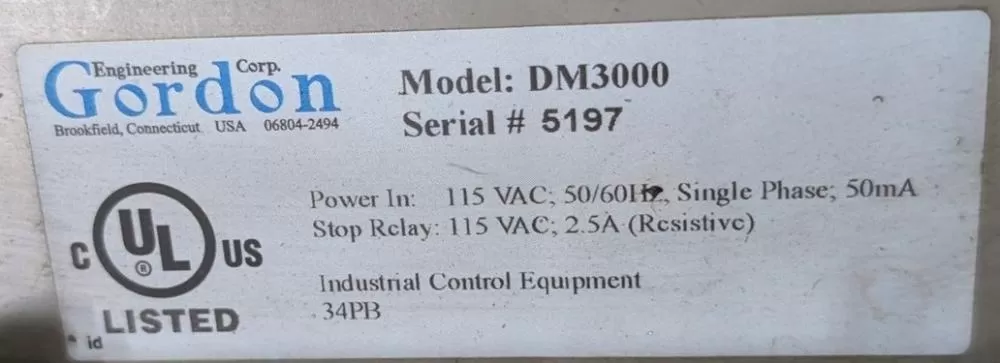 Engineering Corp.
Gordon
Brookfield, Connecticut USA 06804-2494
Model: DM3000
Serial # 5197
Power In: 115 VAC; 50/60Hz, Single Phase; 50mA
Stop Relay: 115 VAC; 2.5A (Resistive)
C UL US
®
LISTED
Industrial Control Equipment
34PB
* id